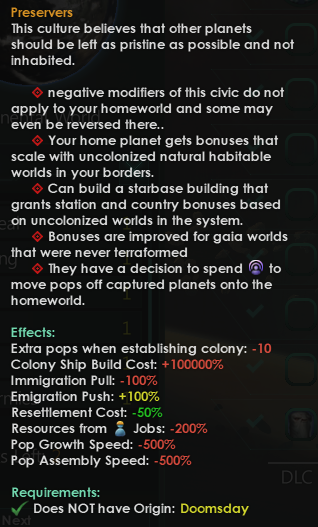 Preservers
This culture believes that other planets
should be left as pristine as possible and not
inhabited.
negative modifiers of this civic do not
apply to your homeworld and some may
even be reversed there..
Your home planet gets bonuses that
scale with uncolonized natural habitable
worlds in your borders.
Can build a starbase building that
grants station and country bonuses based
on uncolonized worlds in the system.
Bonuses are improved for gaia worlds
that were never terraformed
They have a decision to spend to
move pops off captured planets onto the
homeworld.
Effects:
Extra pops when establishing colony: -10
Colony Ship Build Cost: +100000%
Immigration Pull: -100%
Emigration Push: +100%
Resettlement Cost: -50%
Resources from Jobs: -200%
Pop Growth Speed: -500%
Pop Assembly Speed: -500%
Requirements:
Does NOT have Origin: Doomsday
Next
DLC